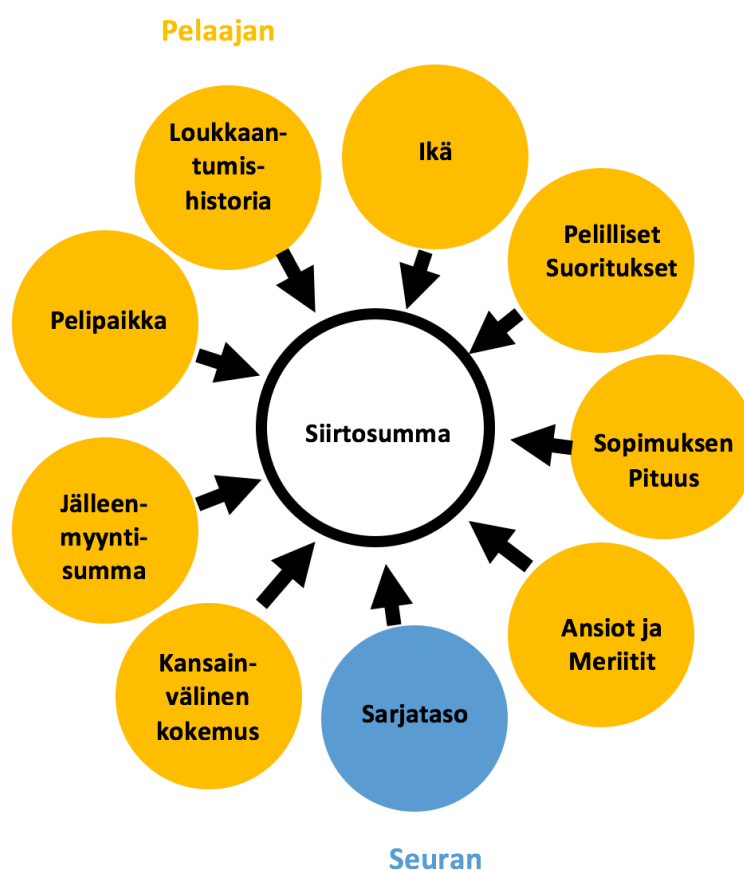 Pelaajan
Loukkaan-
tumis-
historia
Ikä
Pelilliset
Suoritukset
Pelipaikka
Siirtosumma
Sopimuksen
Pituus
Jälleen-
myynti-
summa
Ansiot ja
Meriitit
Kansain-
välinen
kokemus
Sarjataso
Seuran